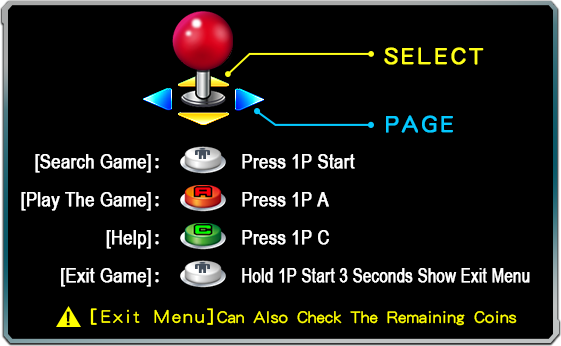 SELECT
PAGE
[Search Game]: Press 1P Start
[Play The Game]: A Press 1P A
[Help]: C Press 1P C
[Exit Game]: Hold 1P Start 3 Seconds Show Exit Menu
[Exit Menu]Can Also Check The Remaining Coins